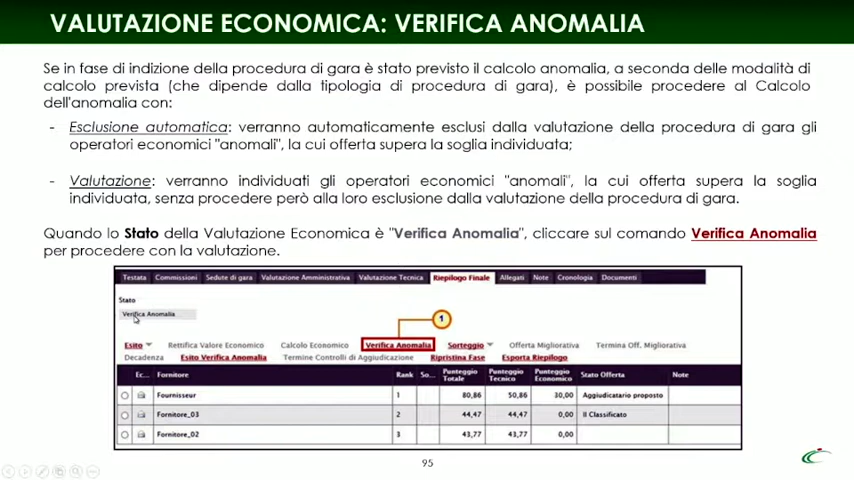 VALUTAZIONE ECONOMICA: VERIFICA ANOMALIA
Se in fase di indizione della procedura di gara è stato previsto il calcolo anomalia, a seconda delle modalità di
calcolo prevista (che dipende dalla tipologia di procedura di gara), è possibile procedere al Calcolo
dell'anomalia con:
- Esclusione automatica: verranno automaticamente esclusi dalla valutazione della procedura di gara gli
operatori economici "anomali", la cui offerta supera la soglia individuata;
- Valutazione: verranno individuati gli operatori economici "anomali", la cui offerta supera la soglia
individuata, senza procedere però alla loro esclusione dalla valutazione della procedura di gara.
Quando lo Stato della Valutazione Economica è "Verifica Anomalia", cliccare sul comando Verifica Anomalia
per procedere con la valutazione.
Testata Commissioni Sedute di gara Valutazione Amministrativa Valutazione Tecnica Riepilogo Finale Allegati Note Cronologia Documenti
Stato
Verifica Anomalia
1
Esito Rettifica Valore Economico Calcolo Economico Verifica Anomalia Sorteggio Offerta Migliorativa Termina Off. Migliorativa
Decadenza Esito Verifica Anomalia Termine Controlli di Aggiudicazione Ripristina Fase Esporta Riepilogo
Ec... Fornitore Rank So... Punteggio Totale Punteggio Tecnico Punteggio Economico Stato Offerta Note
Fournisseur 1 80,86 50,86 30,00 Aggiudicatario proposto
Fornitore_03 2 44,47 44,47 0,00 II Classificato
Fornitore_02 3 43,77 43,77 0,00
95